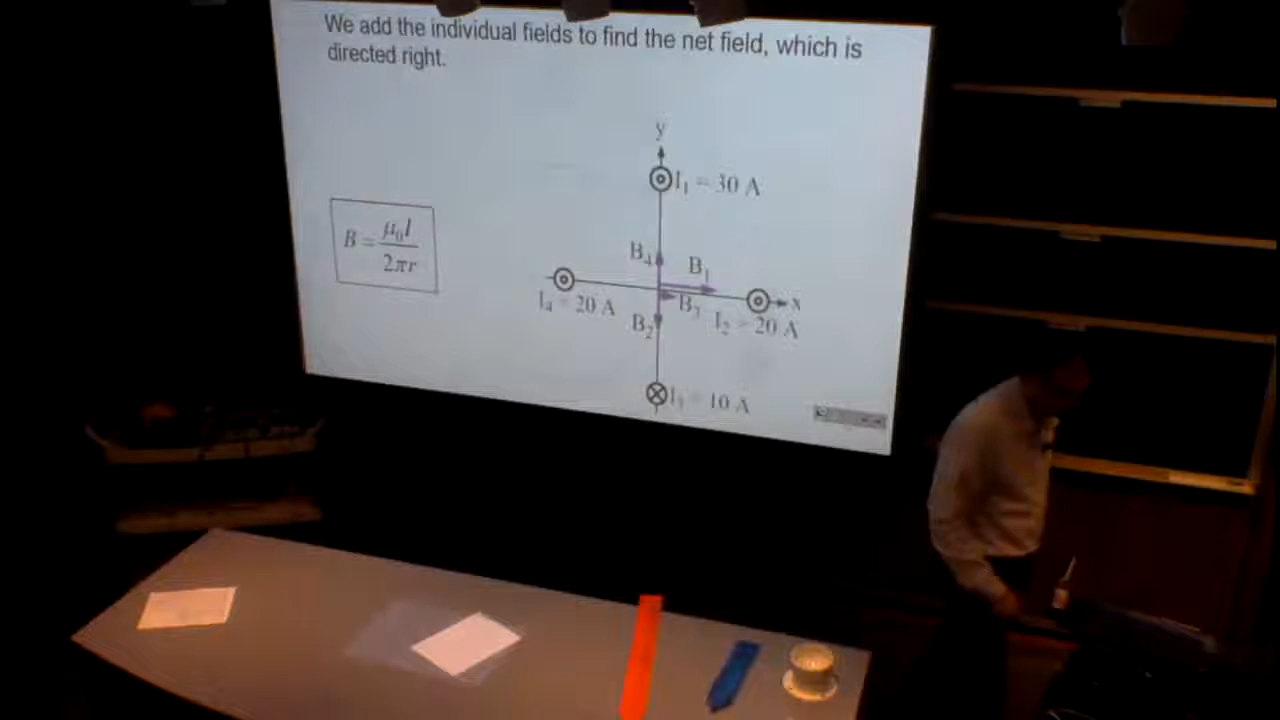 We add the individual fields to find the net field, which is
directed right.
y
I₁ = 30 A
B = μ₀I / 2πr
B₄
B₁
x
I₄ = 20 A
B₃
I₂ = 20 A
B₂
I₃ = 10 A